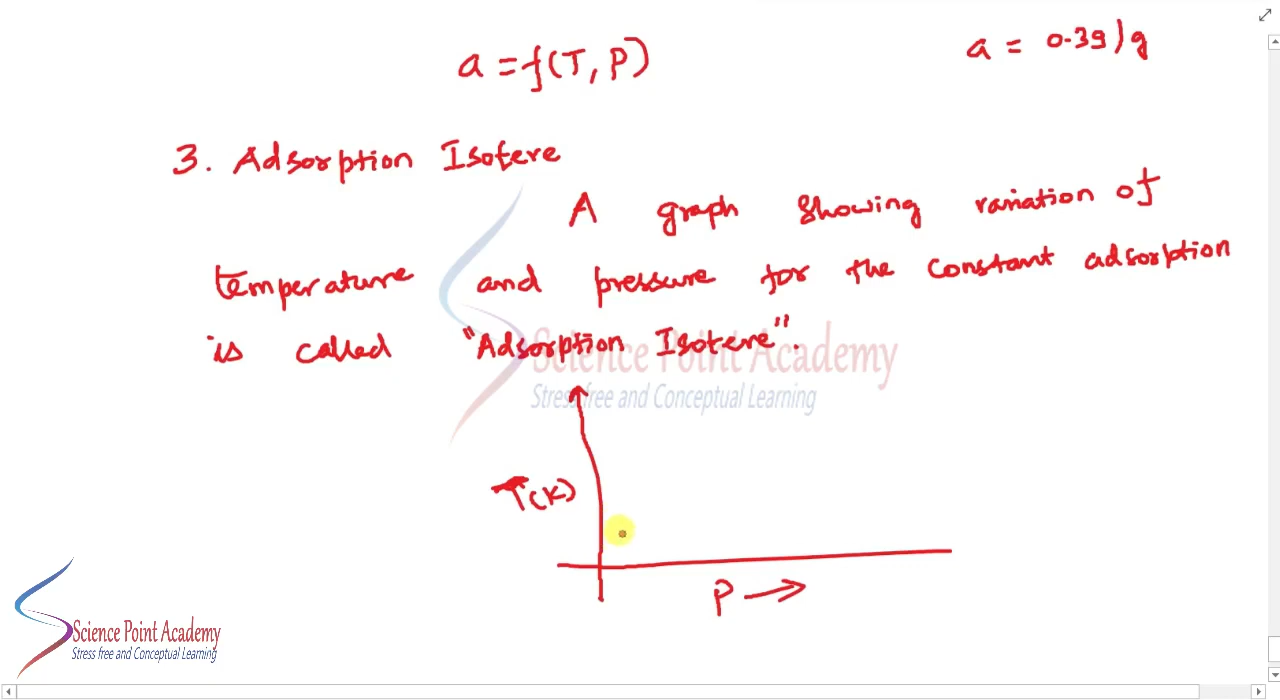 a = f(T, P)
a = 0.39/g
3. Adsorption Isotere
A graph showing variation of
temperature and pressure for the constant adsorption
is called "Adsorption Isotere".
Science Point Academy
Stress free and Conceptual Learning
T(K)
P
Science Point Academy
Stress free and Conceptual Learning